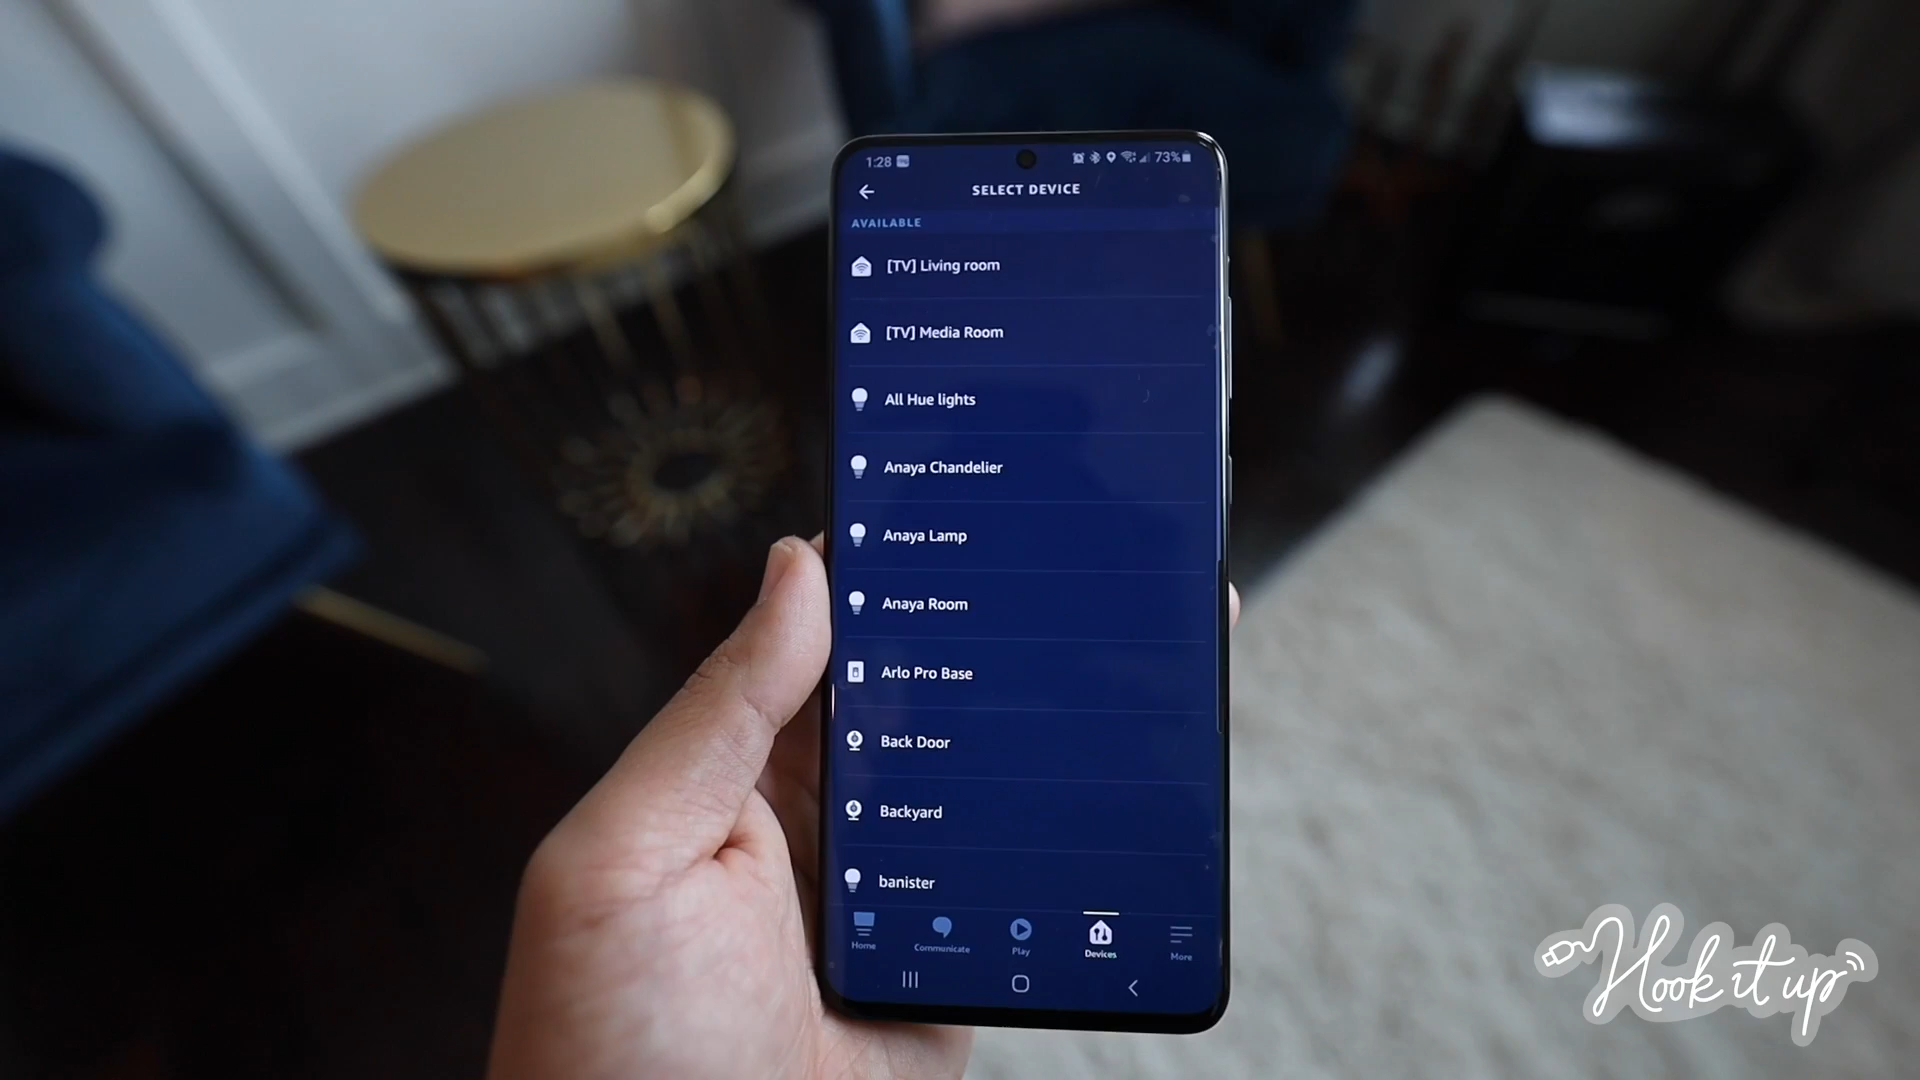 1:28
73%
SELECT DEVICE
AVAILABLE
[TV] Living room
[TV] Media Room
All Hue lights
Anaya Chandelier
Anaya Lamp
Anaya Room
Arlo Pro Base
Back Door
Backyard
banister
Home
Communicate
Play
Devices
More
Hook it up